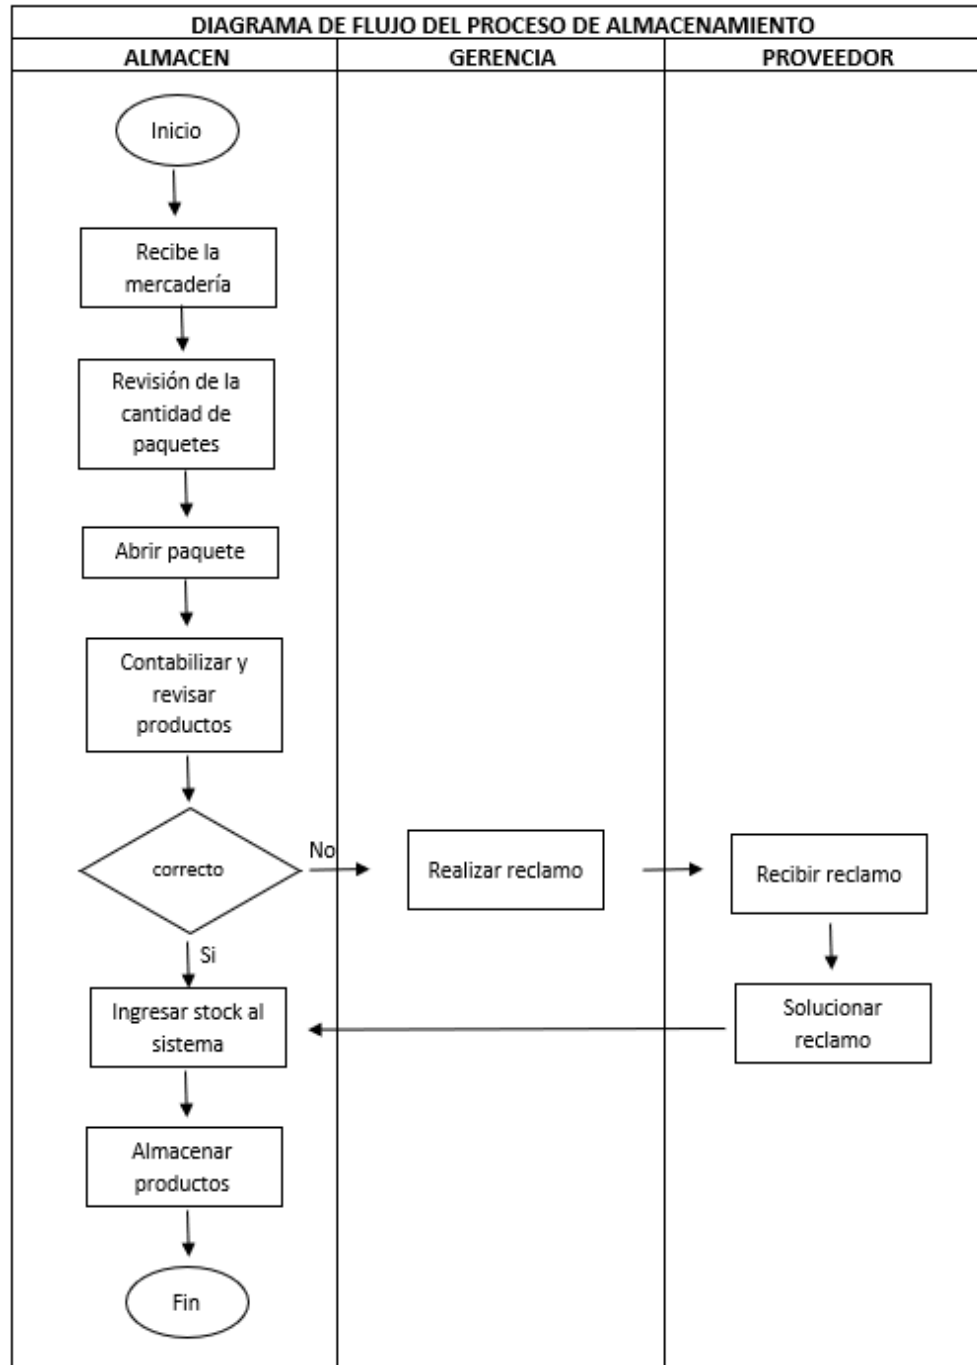 DIAGRAMA DE FLUJO DEL PROCESO DE ALMACENAMIENTO
ALMACEN
GERENCIA
PROVEEDOR
Inicio
Recibe la
mercadería
Revisión de la
cantidad de
paquetes
Abrir paquete
Contabilizar y
revisar
productos
correcto
No
Realizar reclamo
Recibir reclamo
Si
Ingresar stock al
sistema
Solucionar
reclamo
Almacenar
productos
Fin